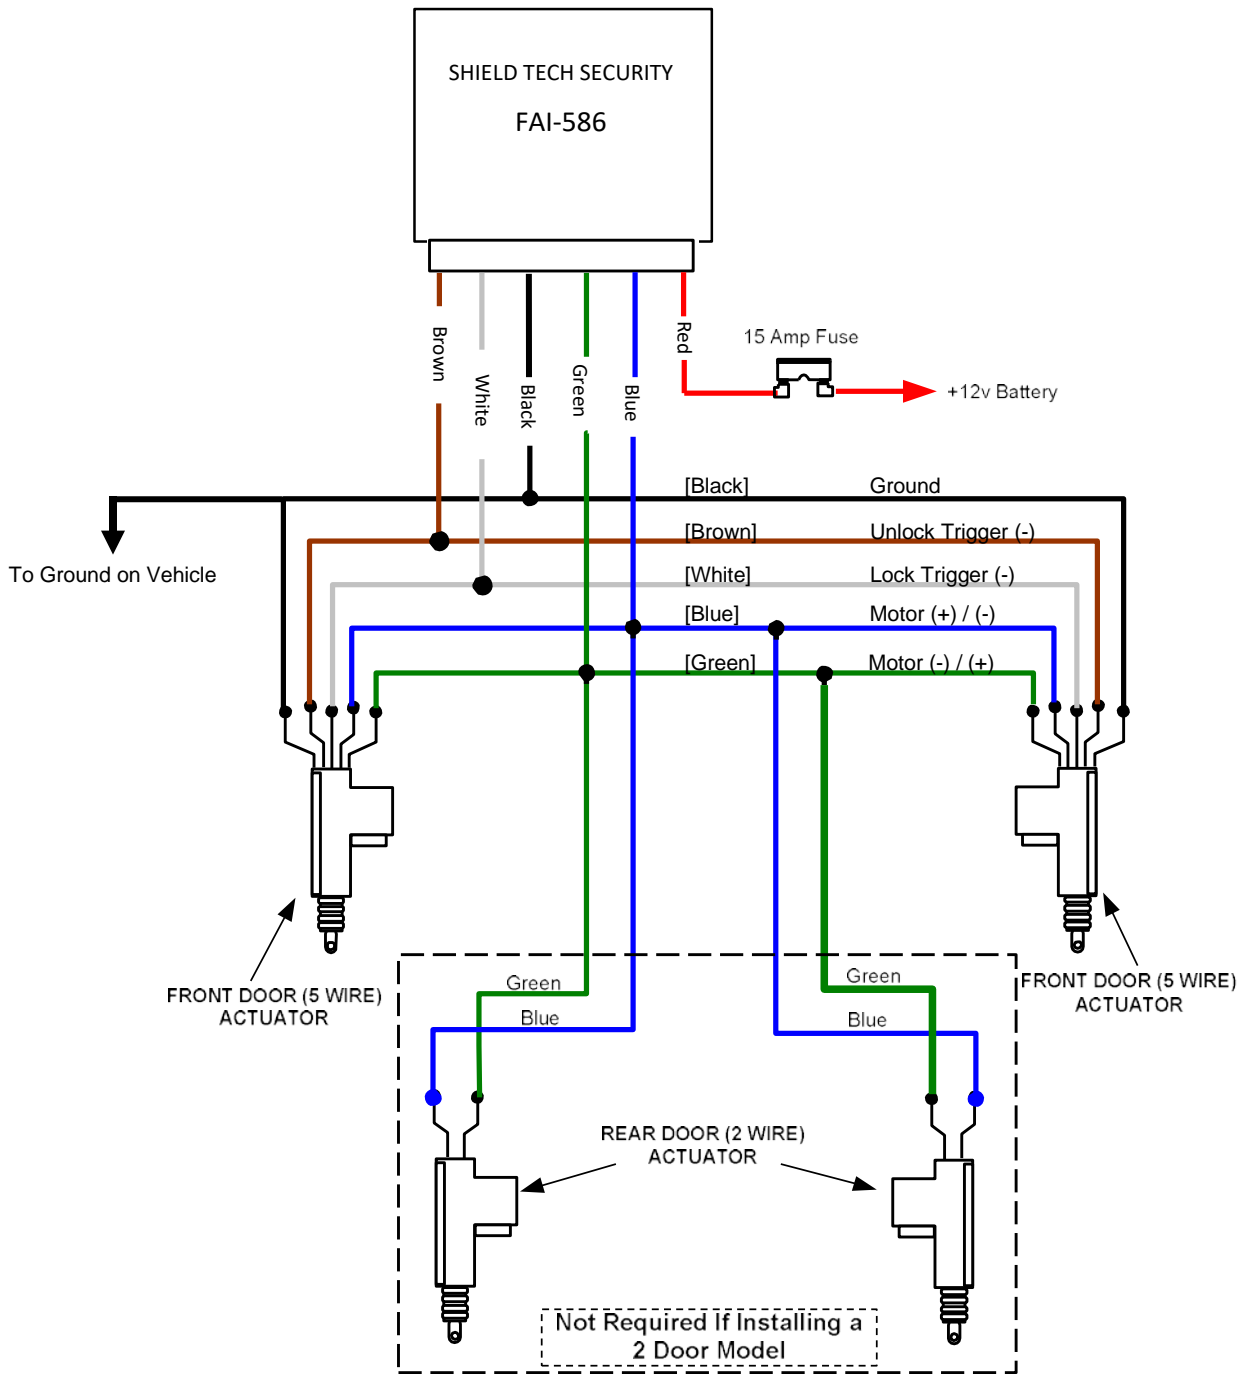 SHIELD TECH SECURITY
FAI-586
Brown
White
Black
Green
Blue
Red
15 Amp Fuse
+12v Battery
[Black] Ground
[Brown] Unlock Trigger (-)
To Ground on Vehicle
[White] Lock Trigger (-)
[Blue] Motor (+) / (-)
[Green] Motor (-) / (+)
FRONT DOOR (5 WIRE)
ACTUATOR
FRONT DOOR (5 WIRE)
ACTUATOR
Green
Blue
Green
Blue
REAR DOOR (2 WIRE)
ACTUATOR
Not Required If Installing a
2 Door Model